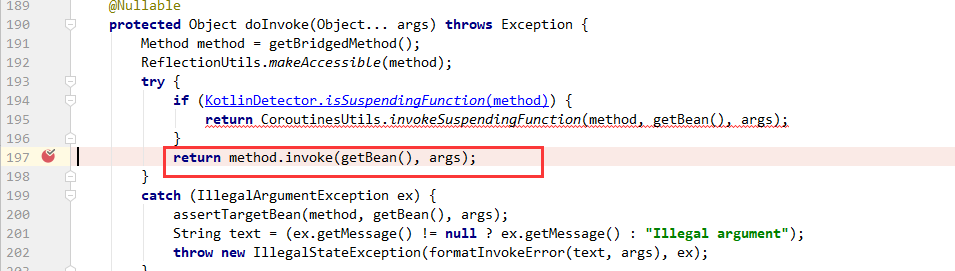 189 @Nullable
190 protected Object doInvoke(Object... args) throws Exception {
191 Method method = getBridgedMethod();
192 ReflectionUtils.makeAccessible(method);
193 try {
194 if (KotlinDetector.isSuspendingFunction(method)) {
195 return CoroutinesUtils.invokeSuspendingFunction(method, getBean(), args);
196 }
197 return method.invoke(getBean(), args);
198 }
199 catch (IllegalArgumentException ex) {
200 assertTargetBean(method, getBean(), args);
201 String text = (ex.getMessage() != null ? ex.getMessage() : "Illegal argument");
202 throw new IllegalStateException(formatInvokeError(text, args), ex);
203 }